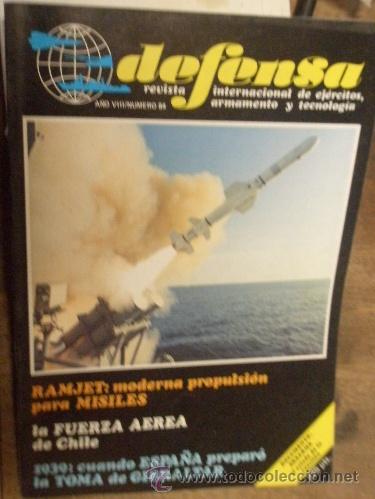 defensa
revista internacional de ejércitos,
armamento y tecnología
AÑO VIII/NUMERO 84
RAMJET: moderna propulsión
para MISILES
la FUERZA AEREA
de Chile
1939: cuando ESPAÑA preparó
la TOMA de GIBRALTAR
todocoleccion.net